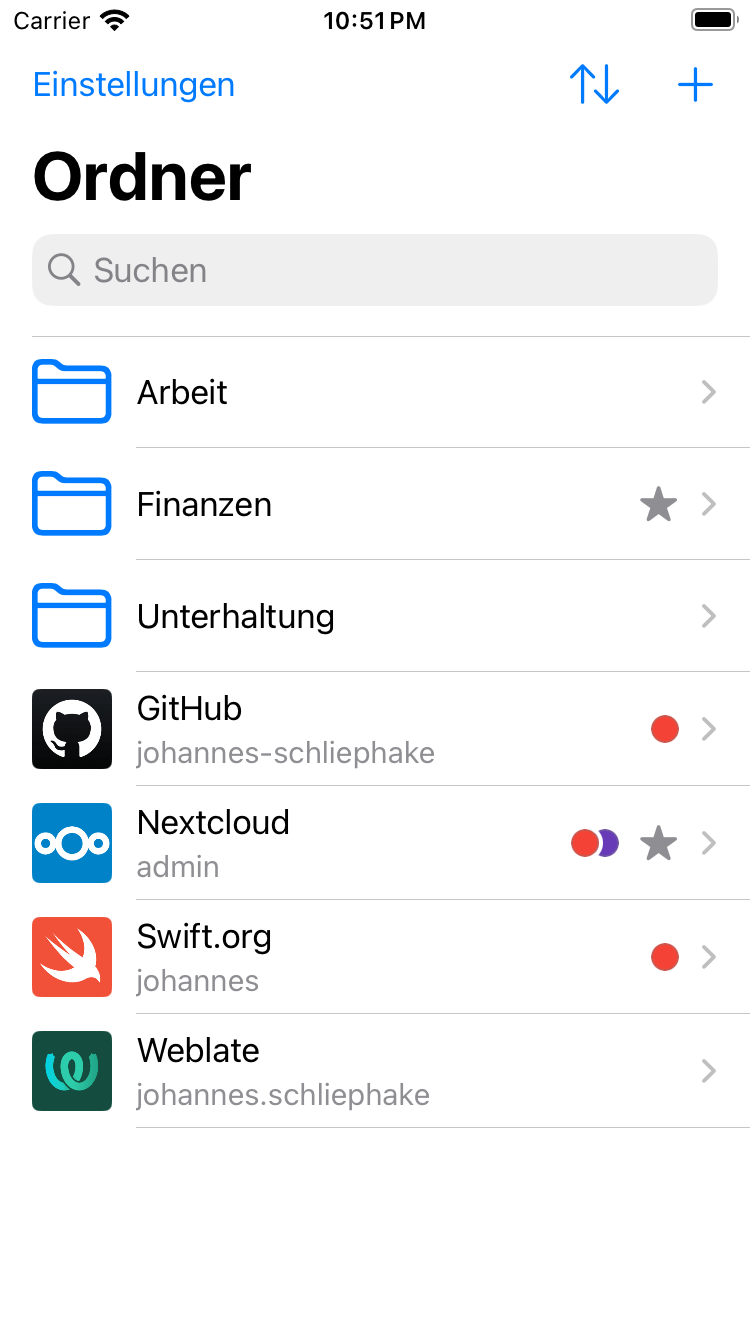 Carrier 10:51 PM
Einstellungen
Ordner
Suchen
Arbeit
Finanzen
Unterhaltung
GitHub
johannes-schliephake
Nextcloud
admin
Swift.org
johannes
Weblate
johannes.schliephake